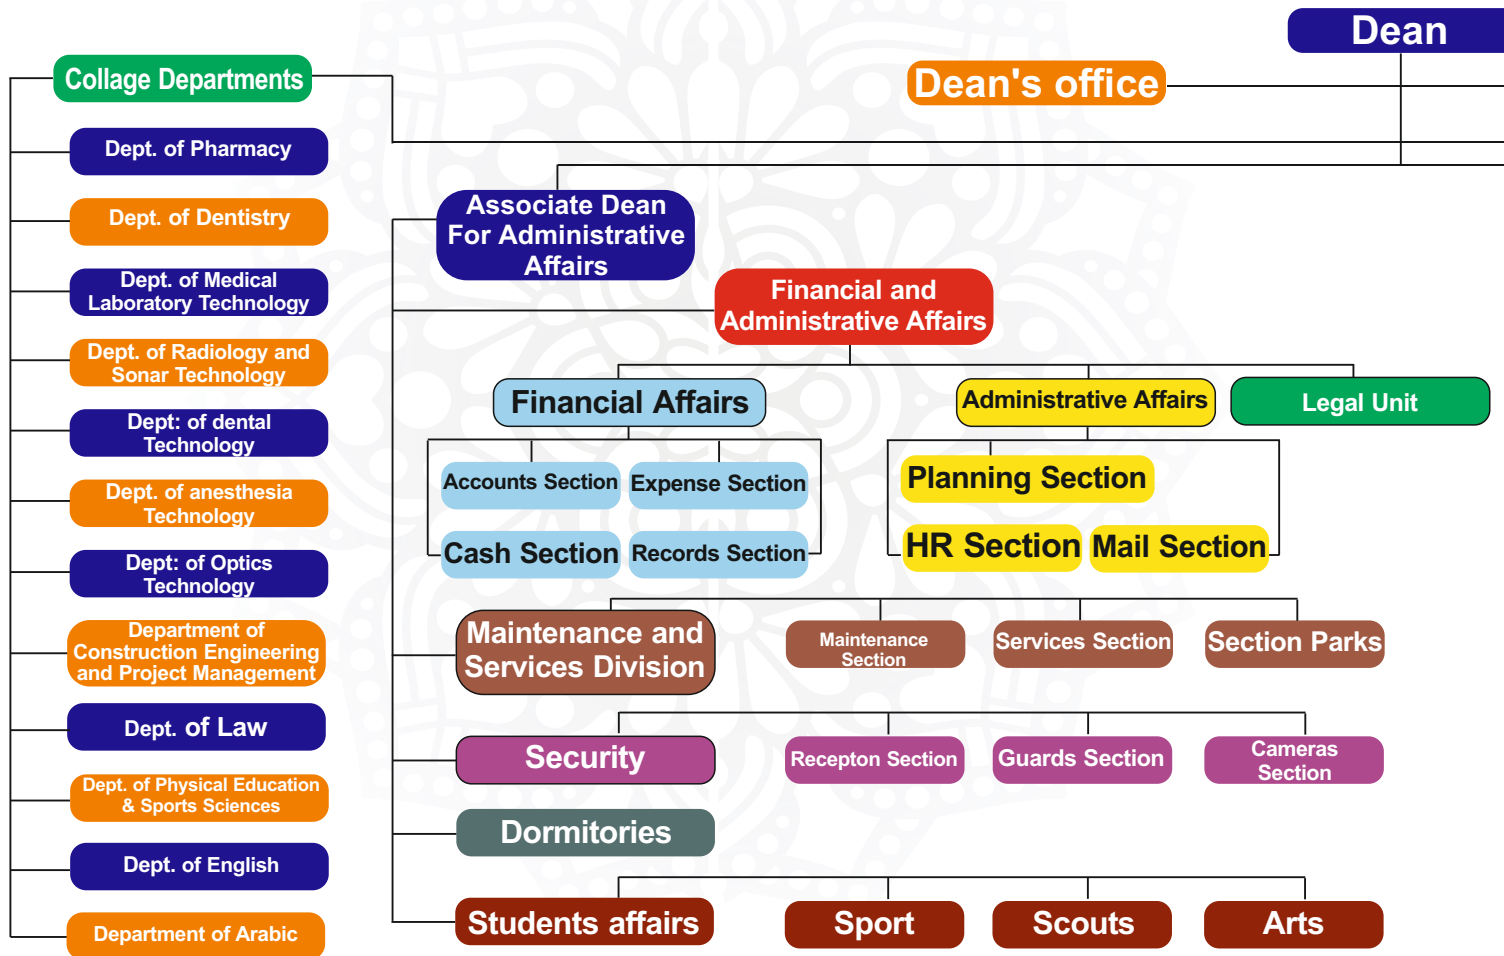 Dean
Dean's office
Collage Departments
Dept. of Pharmacy
Dept. of Dentistry
Dept. of Medical
Laboratory Technology
Dept. of Radiology and
Sonar Technology
Dept: of dental
Technology
Dept. of anesthesia
Technology
Dept: of Optics
Technology
Department of
Construction Engineering
and Project Management
Dept. of Law
Dept. of Physical Education
& Sports Sciences
Dept. of English
Department of Arabic
Associate Dean
For Administrative
Affairs
Financial and
Administrative Affairs
Financial Affairs
Administrative Affairs
Legal Unit
Accounts Section
Expense Section
Cash Section
Records Section
Planning Section
HR Section
Mail Section
Maintenance and
Services Division
Maintenance
Section
Services Section
Section Parks
Security
Recepton Section
Guards Section
Cameras
Section
Dormitories
Students affairs
Sport
Scouts
Arts